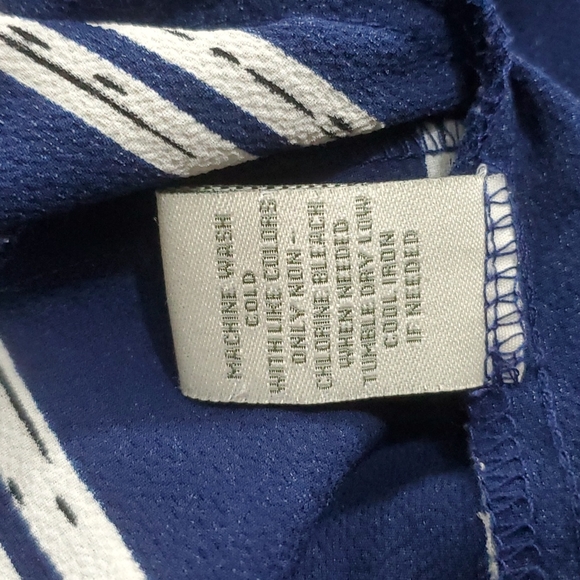 MACHINE WASH
COLD
WITH LIKE COLORS
ONLY NON-
CHLORINE BLEACH
WHEN NEEDED
TUMBLE DRY LOW
COOL IRON
IF NEEDED